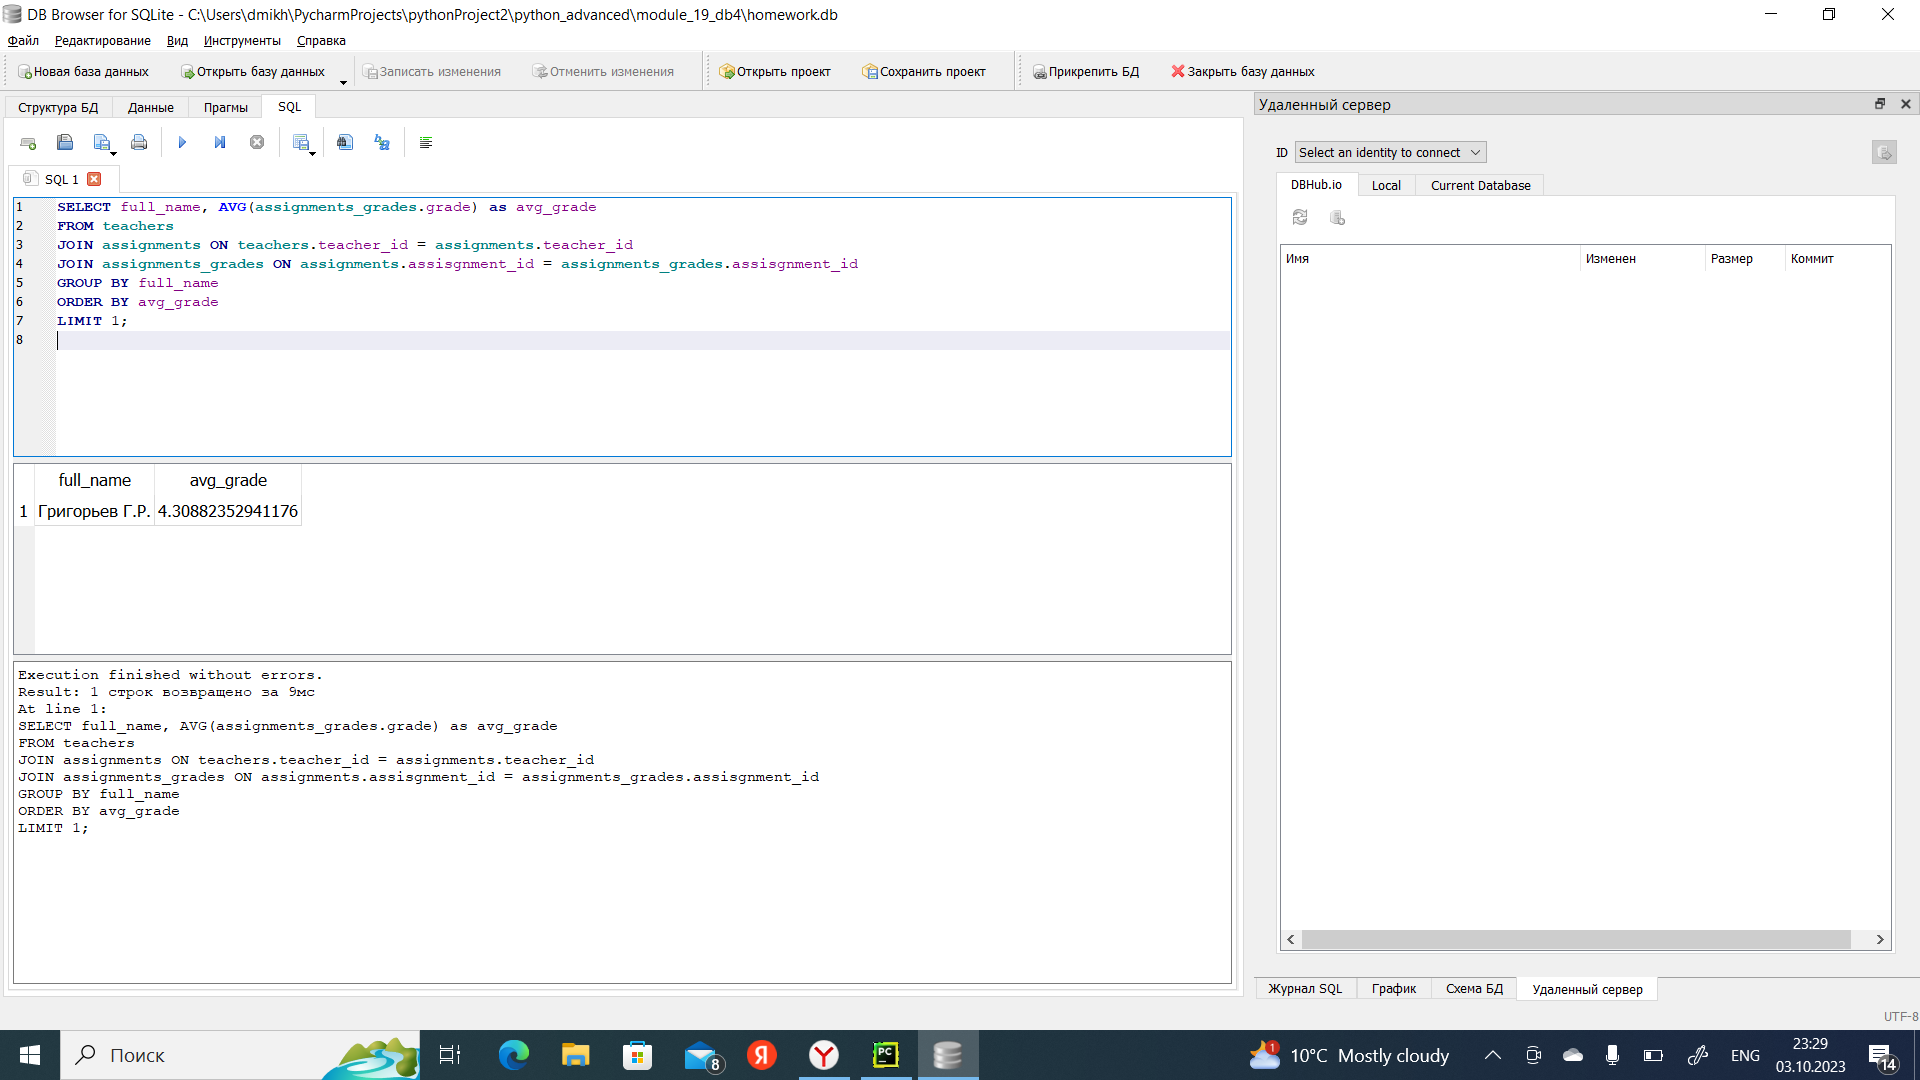 DB Browser for SQLite - C:\Users\dmikh\PycharmProjects\pythonProject2\python_advanced\module_19_db4\homework.db
Файл Редактирование Вид Инструменты Справка
Новая база данных Открыть базу данных Записать изменения Отменить изменения Открыть проект Сохранить проект Прикрепить БД Закрыть базу данных
Структура БД Данные Прагмы SQL
SQL 1
1 SELECT full_name, AVG(assignments_grades.grade) as avg_grade
2 FROM teachers
3 JOIN assignments ON teachers.teacher_id = assignments.teacher_id
4 JOIN assignments_grades ON assignments.assisgnment_id = assignments_grades.assisgnment_id
5 GROUP BY full_name
6 ORDER BY avg_grade
7 LIMIT 1;
8
full_name avg_grade
1 Григорьев Г.Р. 4.30882352941176
Execution finished without errors.
Result: 1 строк возвращено за 9мс
At line 1:
SELECT full_name, AVG(assignments_grades.grade) as avg_grade
FROM teachers
JOIN assignments ON teachers.teacher_id = assignments.teacher_id
JOIN assignments_grades ON assignments.assisgnment_id = assignments_grades.assisgnment_id
GROUP BY full_name
ORDER BY avg_grade
LIMIT 1;
Удаленный сервер
ID Select an identity to connect
DBHub.io Local Current Database
Имя Изменен Размер Коммит
Журнал SQL График Схема БД Удаленный сервер
UTF-8
Поиск
8
Я
Y
PC
1
10°C Mostly cloudy
ENG
23:29
03.10.2023
14